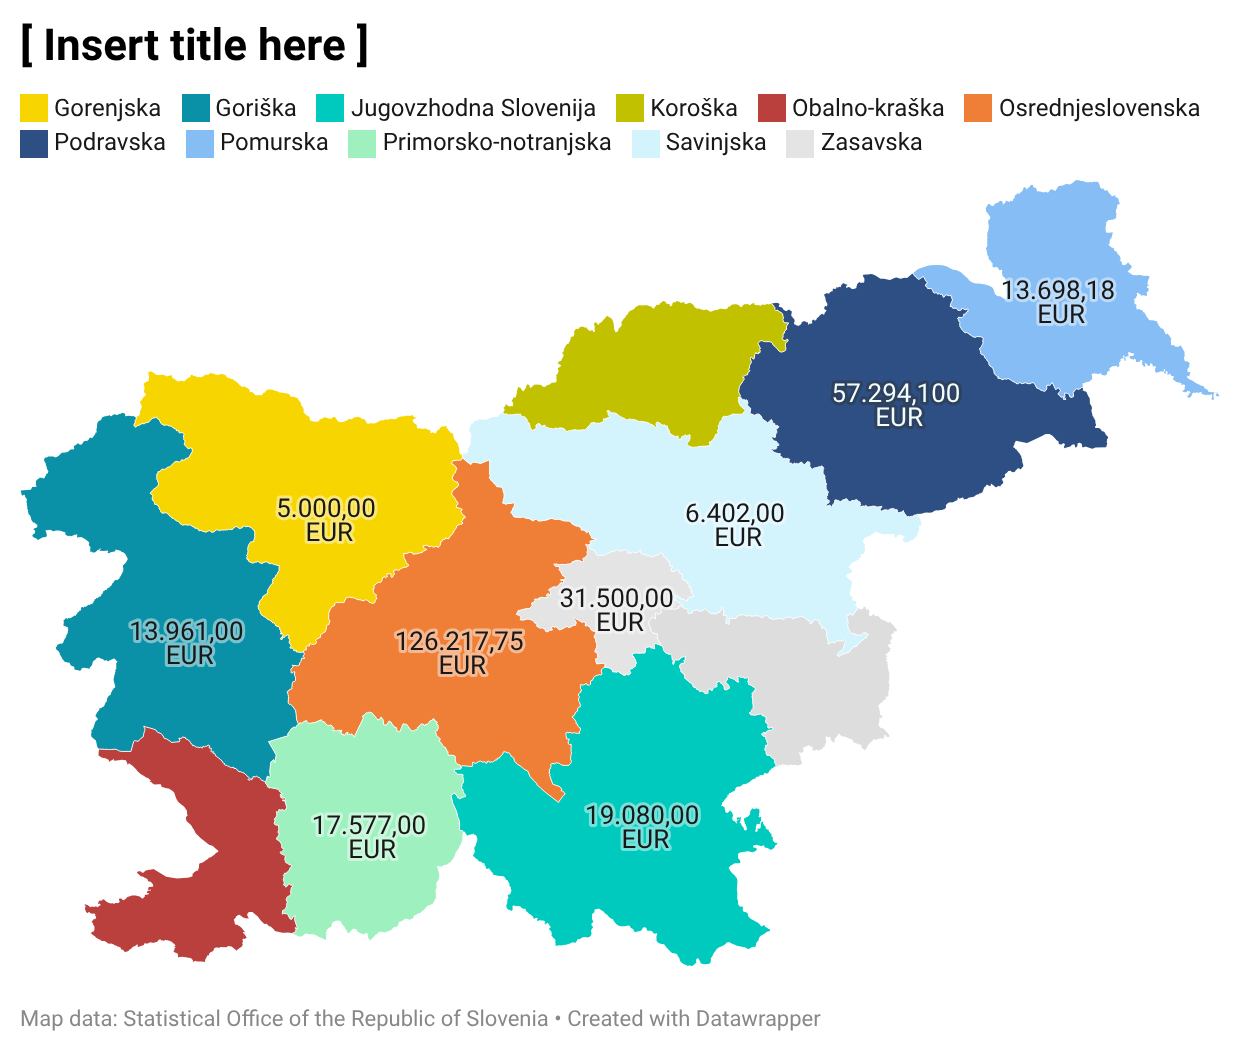 [ Insert title here ]
Gorenjska Goriška Jugovzhodna Slovenija Koroška Obalno-kraška Osrednjeslovenska
Podravska Pomurska Primorsko-notranjska Savinjska Zasavska
13.698,18
EUR
57.294,100
EUR
5.000,00
EUR
6.402,00
EUR
31.500,00
EUR
13.961,00
EUR
126.217,75
EUR
17.577,00
EUR
19.080,00
EUR
Map data: Statistical Office of the Republic of Slovenia • Created with Datawrapper